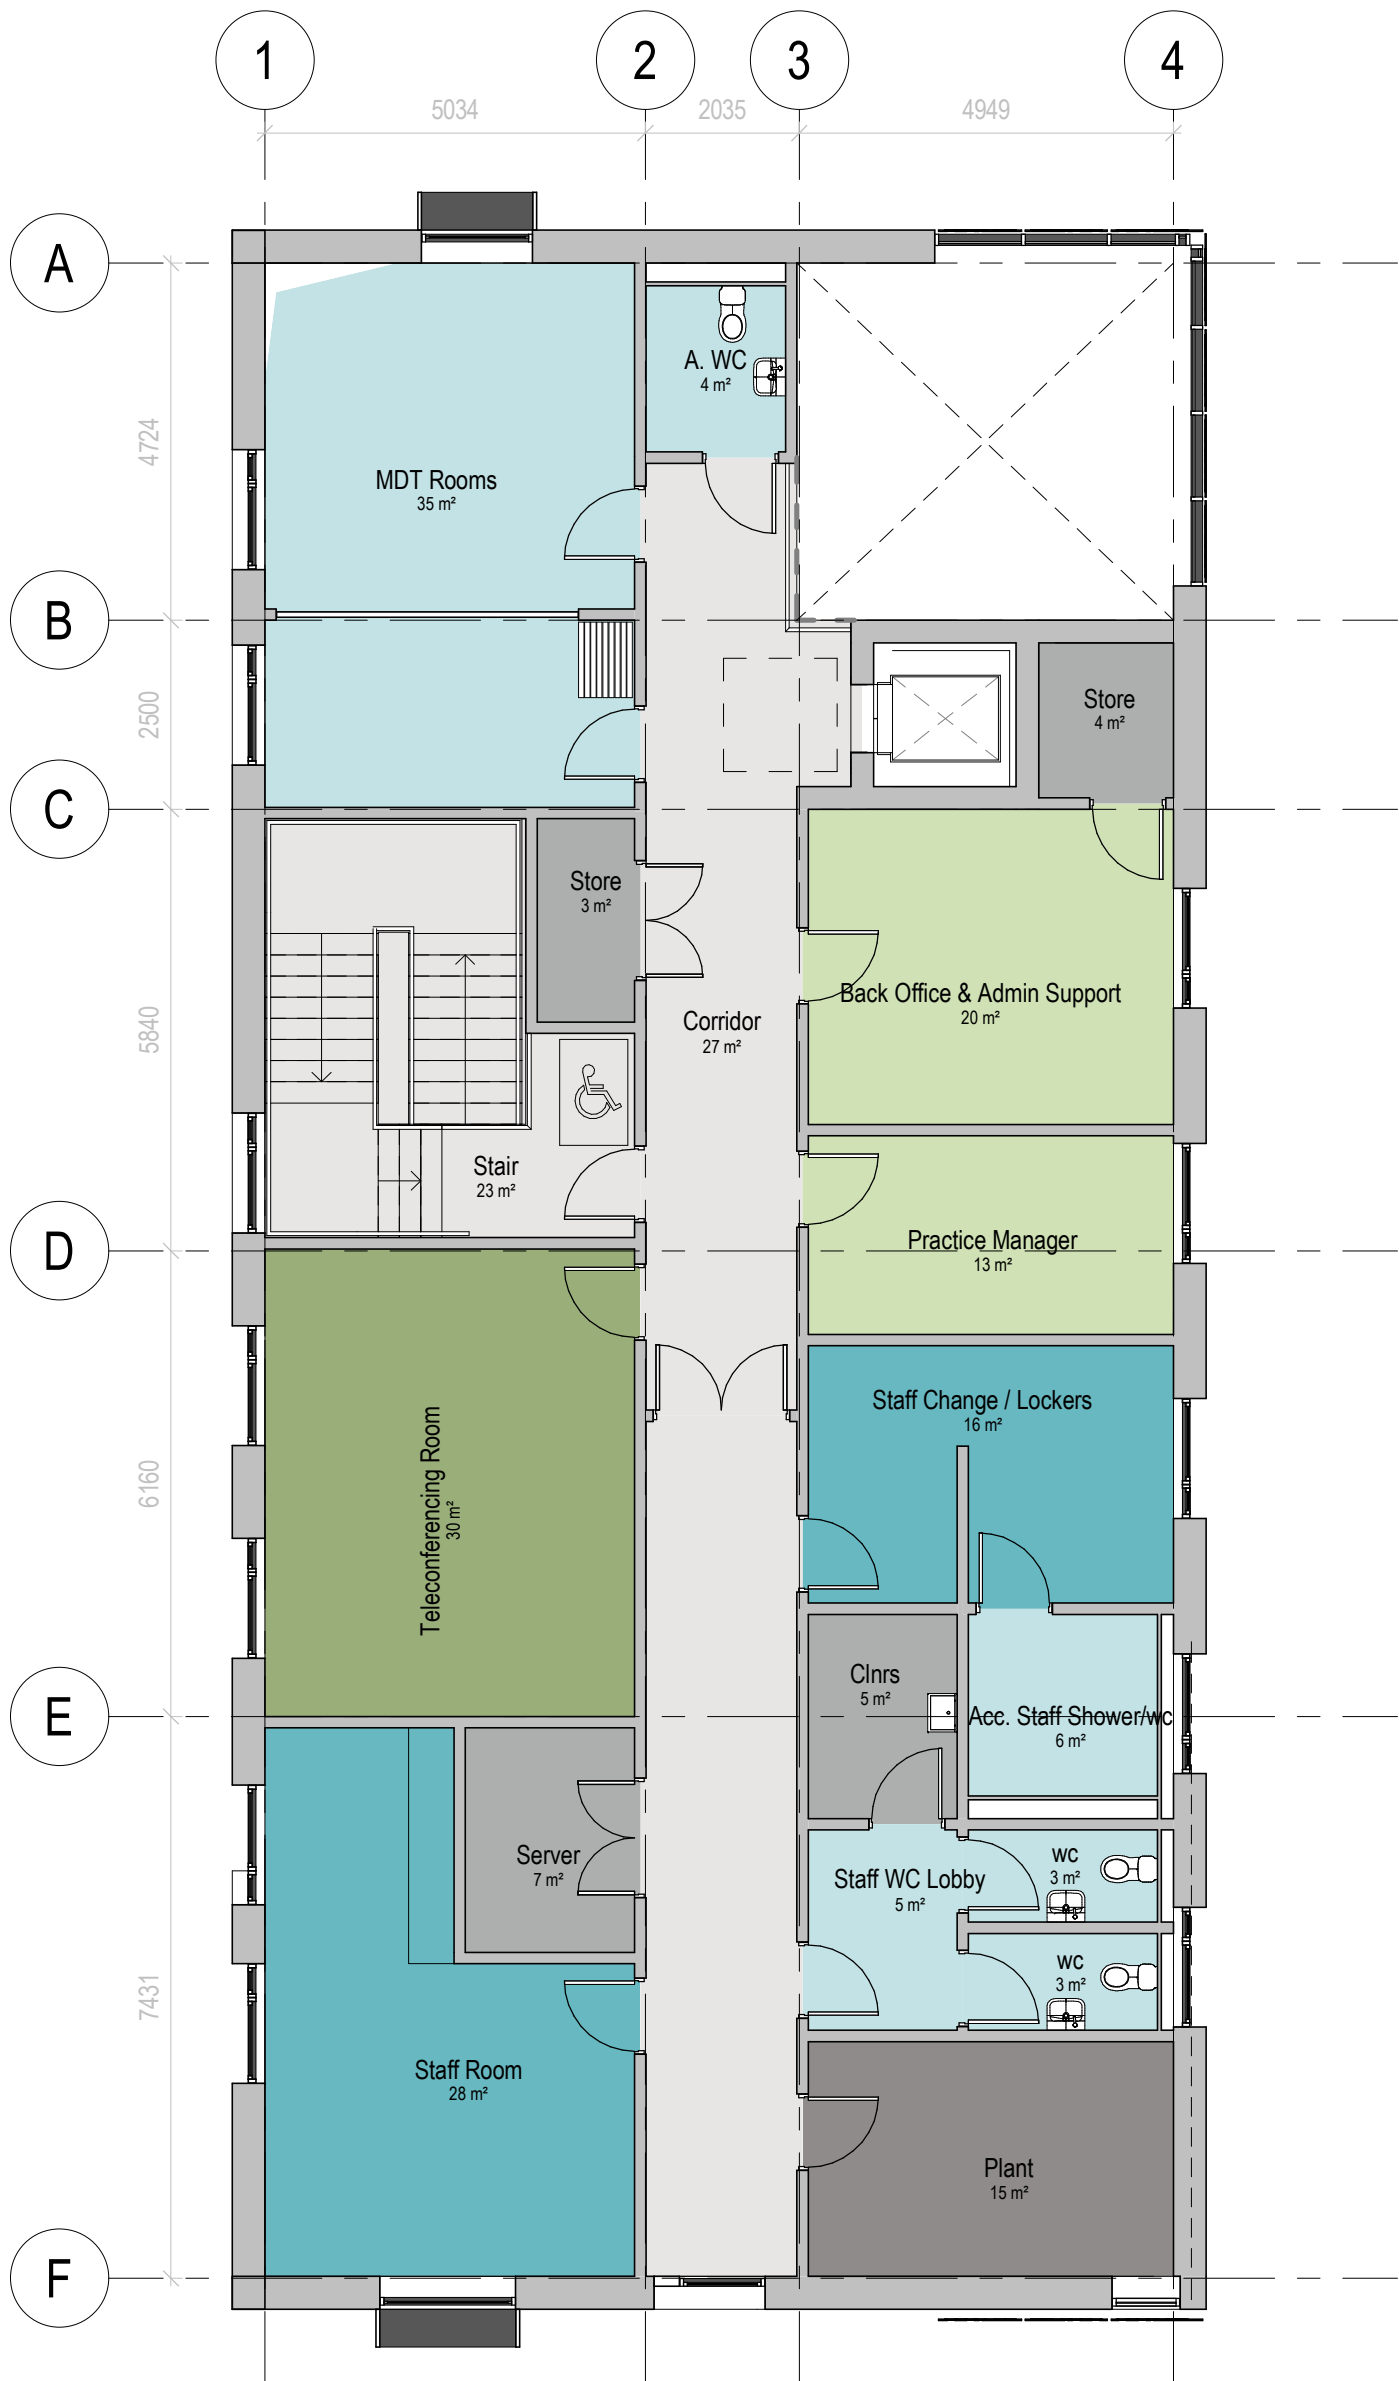 1
2
3
4
5034
2035
4949
A
B
C
D
E
F
4724
2500
5840
6160
7431
A. WC
4 m²
MDT Rooms
35 m²
Store
4 m²
Store
3 m²
Back Office & Admin Support
20 m²
Corridor
27 m²
Stair
23 m²
Practice Manager
13 m²
Staff Change / Lockers
16 m²
Teleconferencing Room
30 m²
Clnrs
5 m²
Acc. Staff Shower/wc
6 m²
Server
7 m²
Staff WC Lobby
5 m²
WC
3 m²
WC
3 m²
Staff Room
28 m²
Plant
15 m²